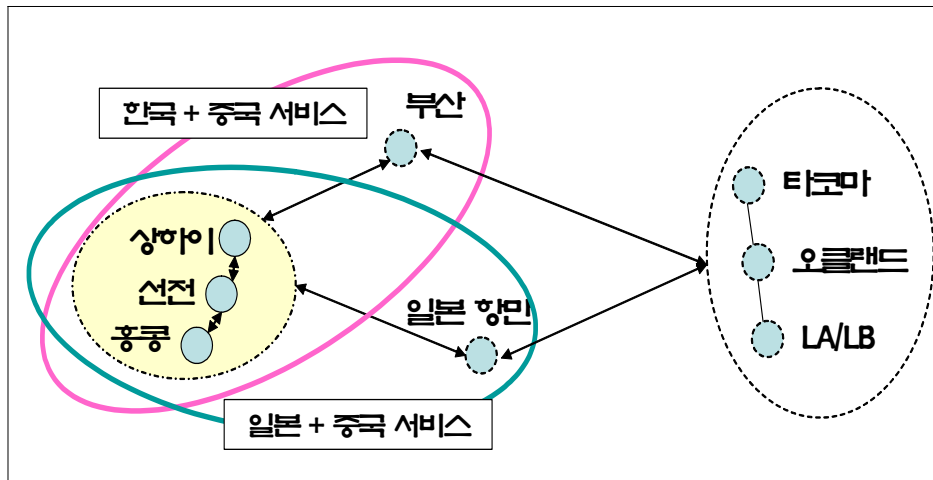 한국 + 중국 서비스
부산
타코마
상하이
오클랜드
선전
일본 항만
홍콩
LA/LB
일본 + 중국 서비스